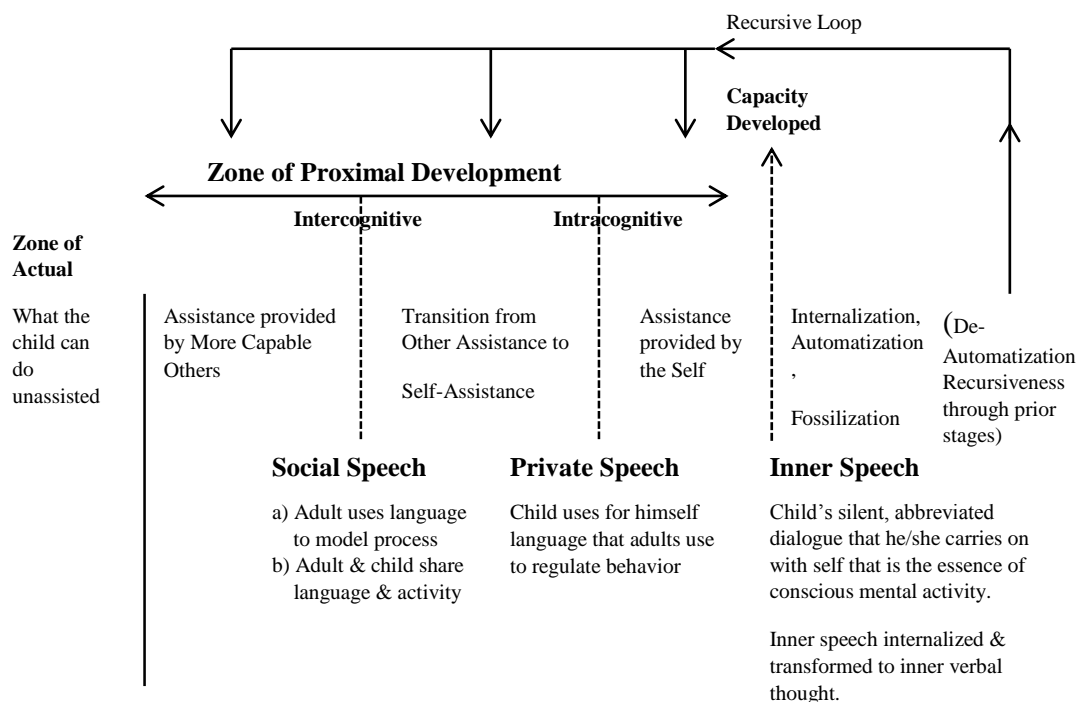 Recursive Loop
Capacity
Developed
Zone of Proximal Development
Intercognitive
Intracognitive
Zone of
Actual
What the
child can
do
unassisted
Assistance provided
by More Capable
Others
Transition from
Other Assistance to
Self-Assistance
Assistance
provided by
the Self
Internalization,
Automatization
,
Fossilization
(De-
Automatization
Recursiveness
through prior
stages)
Social Speech
a) Adult uses language
to model process
b) Adult & child share
language & activity
Private Speech
Child uses for himself
language that adults use
to regulate behavior
Inner Speech
Child’s silent, abbreviated
dialogue that he/she carries on
with self that is the essence of
conscious mental activity.
Inner speech internalized &
transformed to inner verbal
thought.